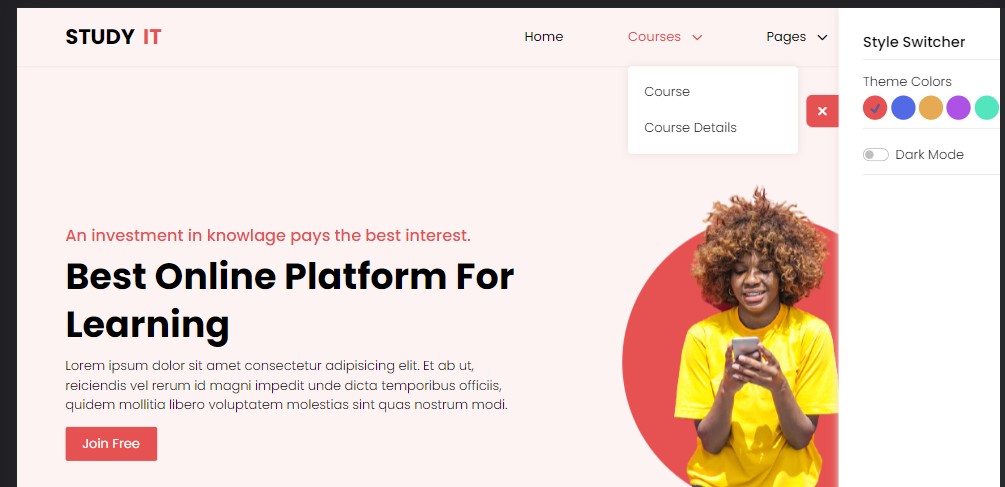 STUDY IT
Home
Courses
Pages
Course
Course Details
Style Switcher
Theme Colors
Dark Mode
An investment in knowlage pays the best interest.
Best Online Platform For
Learning
Lorem ipsum dolor sit amet consectetur adipisicing elit. Et ab ut,
reiciendis vel rerum id magni impedit unde dicta temporibus officiis,
quidem mollitia libero voluptatem molestias sint quas nostrum modi.
Join Free